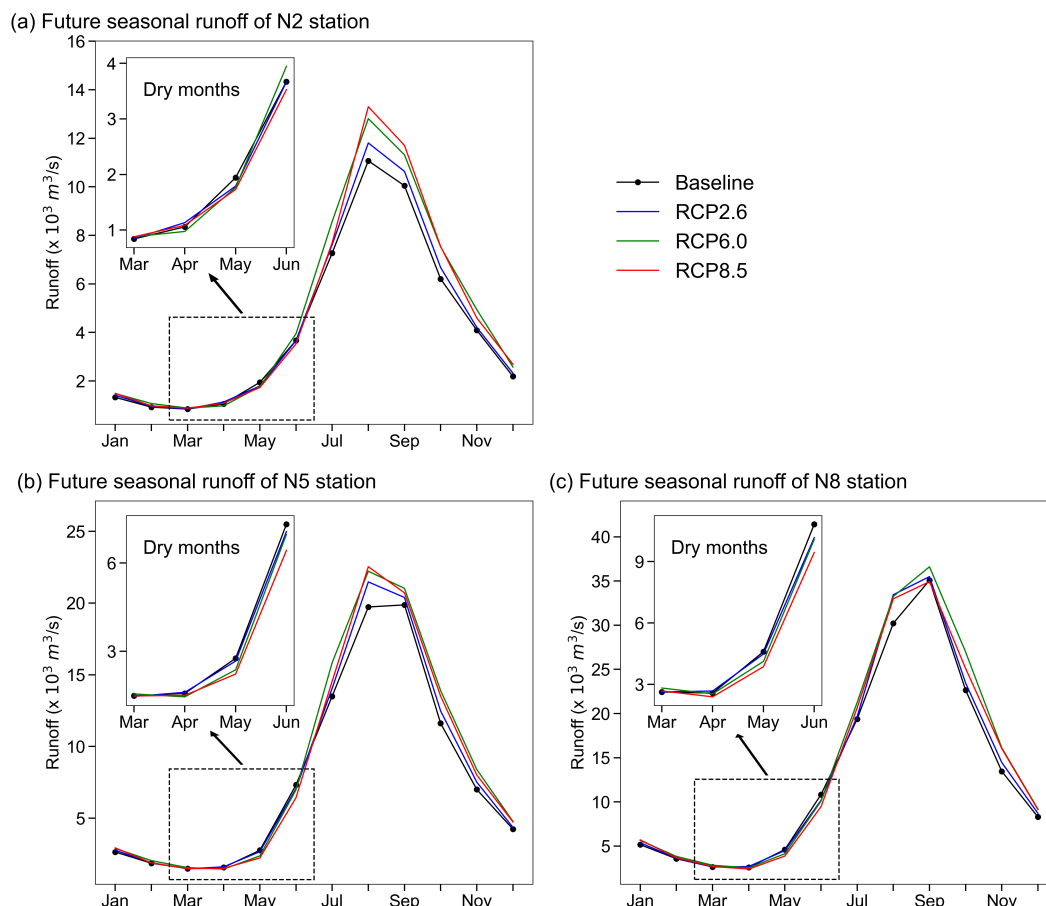 (a) Future seasonal runoff of N2 station
16
14
12
10
8
6
4
2
Runoff (x 10³ m³/s)
Jan Mar May Jul Sep Nov
Dry months
4
3
2
1
Mar Apr May Jun
Baseline
RCP2.6
RCP6.0
RCP8.5
(b) Future seasonal runoff of N5 station
25
20
15
10
5
Runoff (x 10³ m³/s)
Jan Mar May Jul Sep Nov
Dry months
6
3
Mar Apr May Jun
(c) Future seasonal runoff of N8 station
40
35
30
25
20
15
10
5
Runoff (x 10³ m³/s)
Jan Mar May Jul Sep Nov
Dry months
9
6
3
Mar Apr May Jun